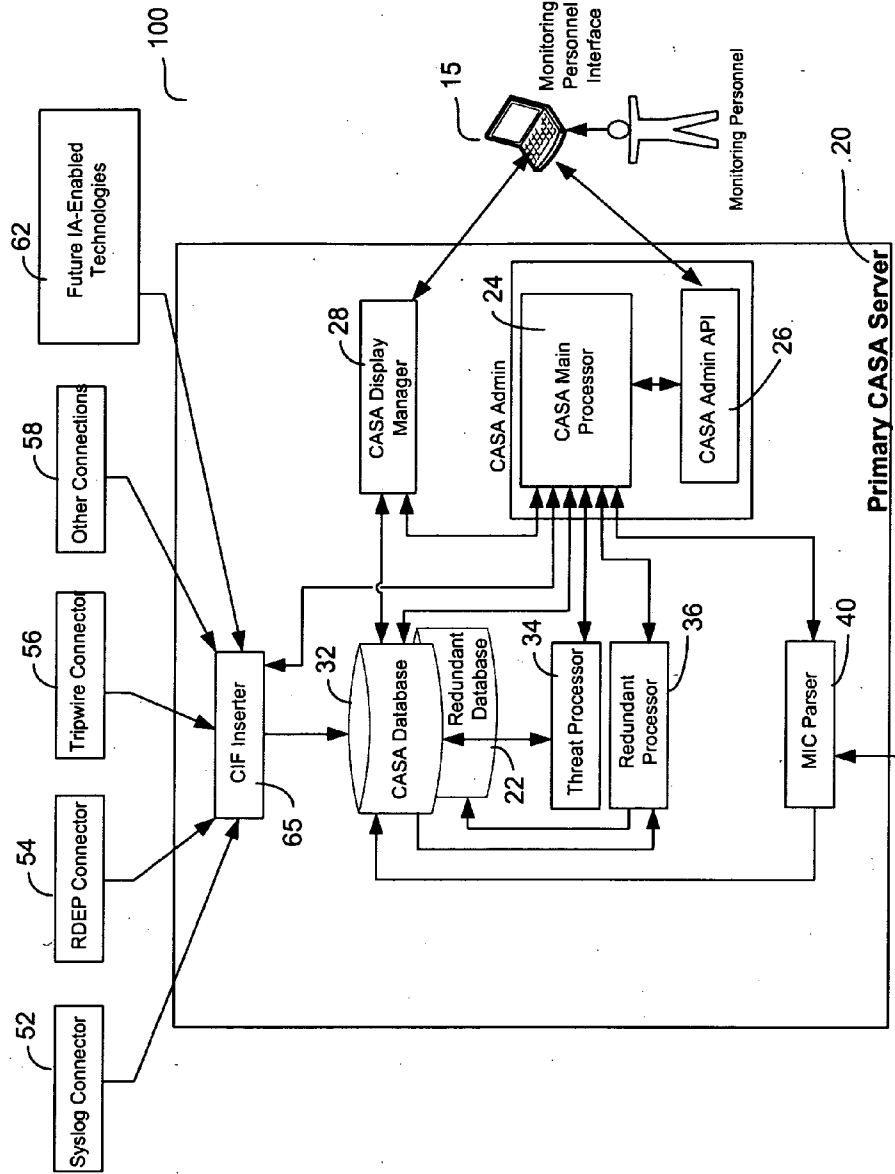 52
Syslog Connector
54
RDEP Connector
56
Tripwire Connector
58
Other Connections
62
Future IA-Enabled
Technologies
100
CIF Inserter
65
32
CASA Database
Redundant
Database
22
28
CASA Display
Manager
15
Monitoring
Personnel
Interface
Monitoring Personnel
CASA Admin
24
CASA Main
Processor
CASA Admin API
26
34
Threat Processor
Redundant
Processor
36
MIC Parser
40
20
Primary CASA Server